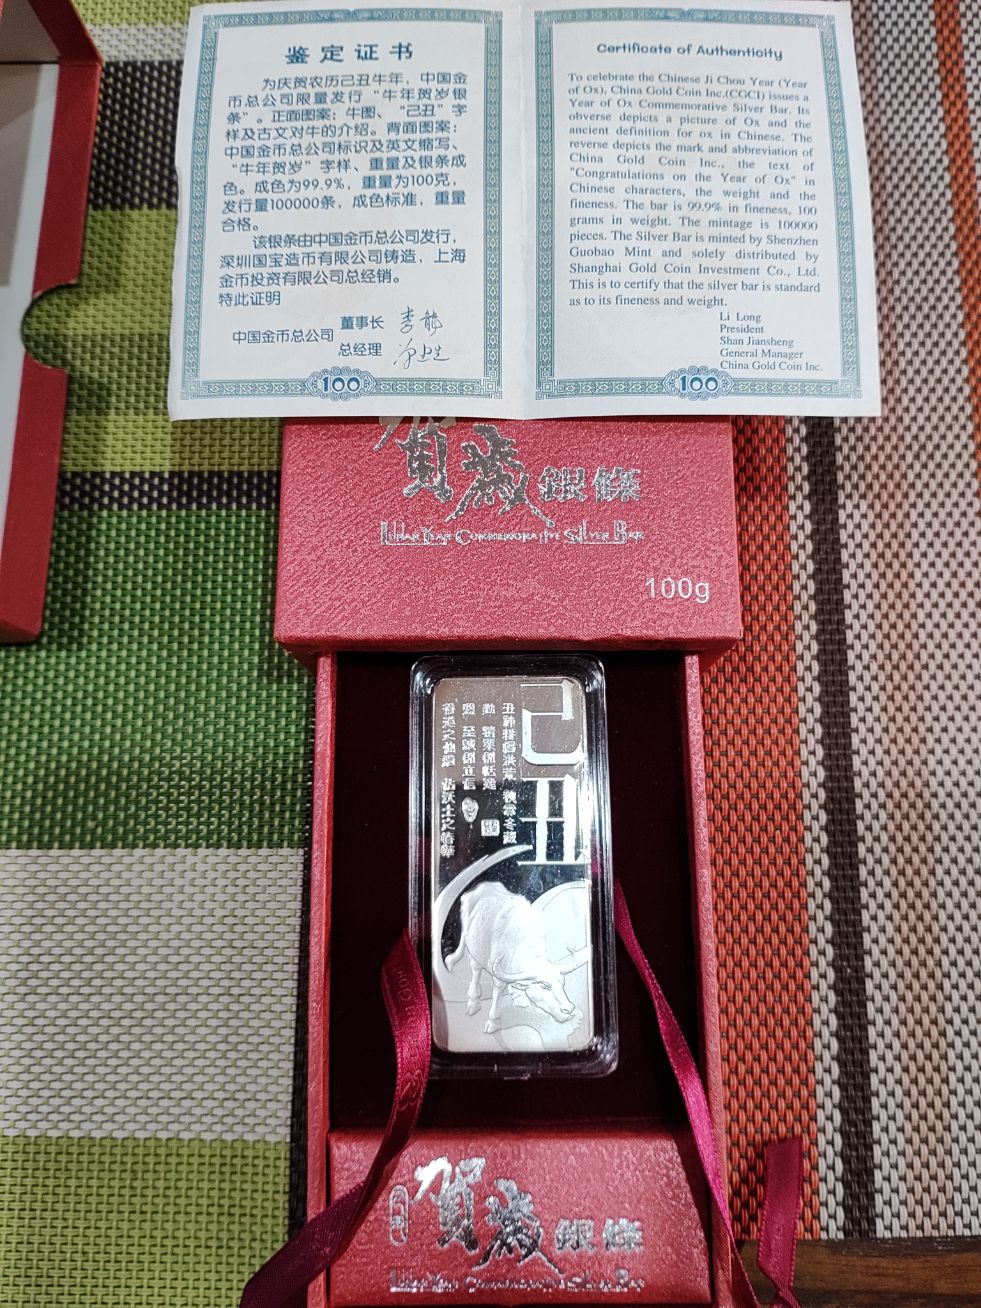 鉴定证书
为庆贺农历己丑牛年，中国金
币总公司限量发行“牛年贺岁银
条”。正面图案：牛图、“己丑”字
样及古文对牛的介绍。背面图案：
中国金币总公司标识及英文缩写、
“牛年贺岁”字样、重量及银条成
色。成色为99.9%，重量为100克，
发行量100000条，成色标准，重量
合格。
该银条由中国金币总公司发行，
深圳国宝造币有限公司铸造，上海
金币投资有限公司总经销。
特此证明
中国金币总公司
董事长
总经理
100
Certificate of Authenticity
To celebrate the Chinese Ji Chou Year (Year
of Ox), China Gold Coin Inc.(CGCI) issues a
Year of Ox Commemorative Silver Bar. Its
obverse depicts a picture of Ox and the
ancient definition for ox in Chinese. The
reverse depicts the mark and abbreviation of
China Gold Coin Inc., the text of
"Congratulations on the Year of Ox" in
Chinese characters, the weight and the
fineness. The bar is 99.9% in fineness, 100
grams in weight. The mintage is 100000
pieces. The Silver Bar is minted by Shenzhen
Guobao Mint and solely distributed by
Shanghai Gold Coin Investment Co., Ltd.
This is to certify that the silver bar is standard
as to its fineness and weight.
Li Long
President
Shan Jiansheng
General Manager
China Gold Coin Inc.
100
賀歲銀條
Lunar Year Commemorative Silver Bar
100g
己丑
賀歲銀條
Lunar Year Commemorative Silver Bar